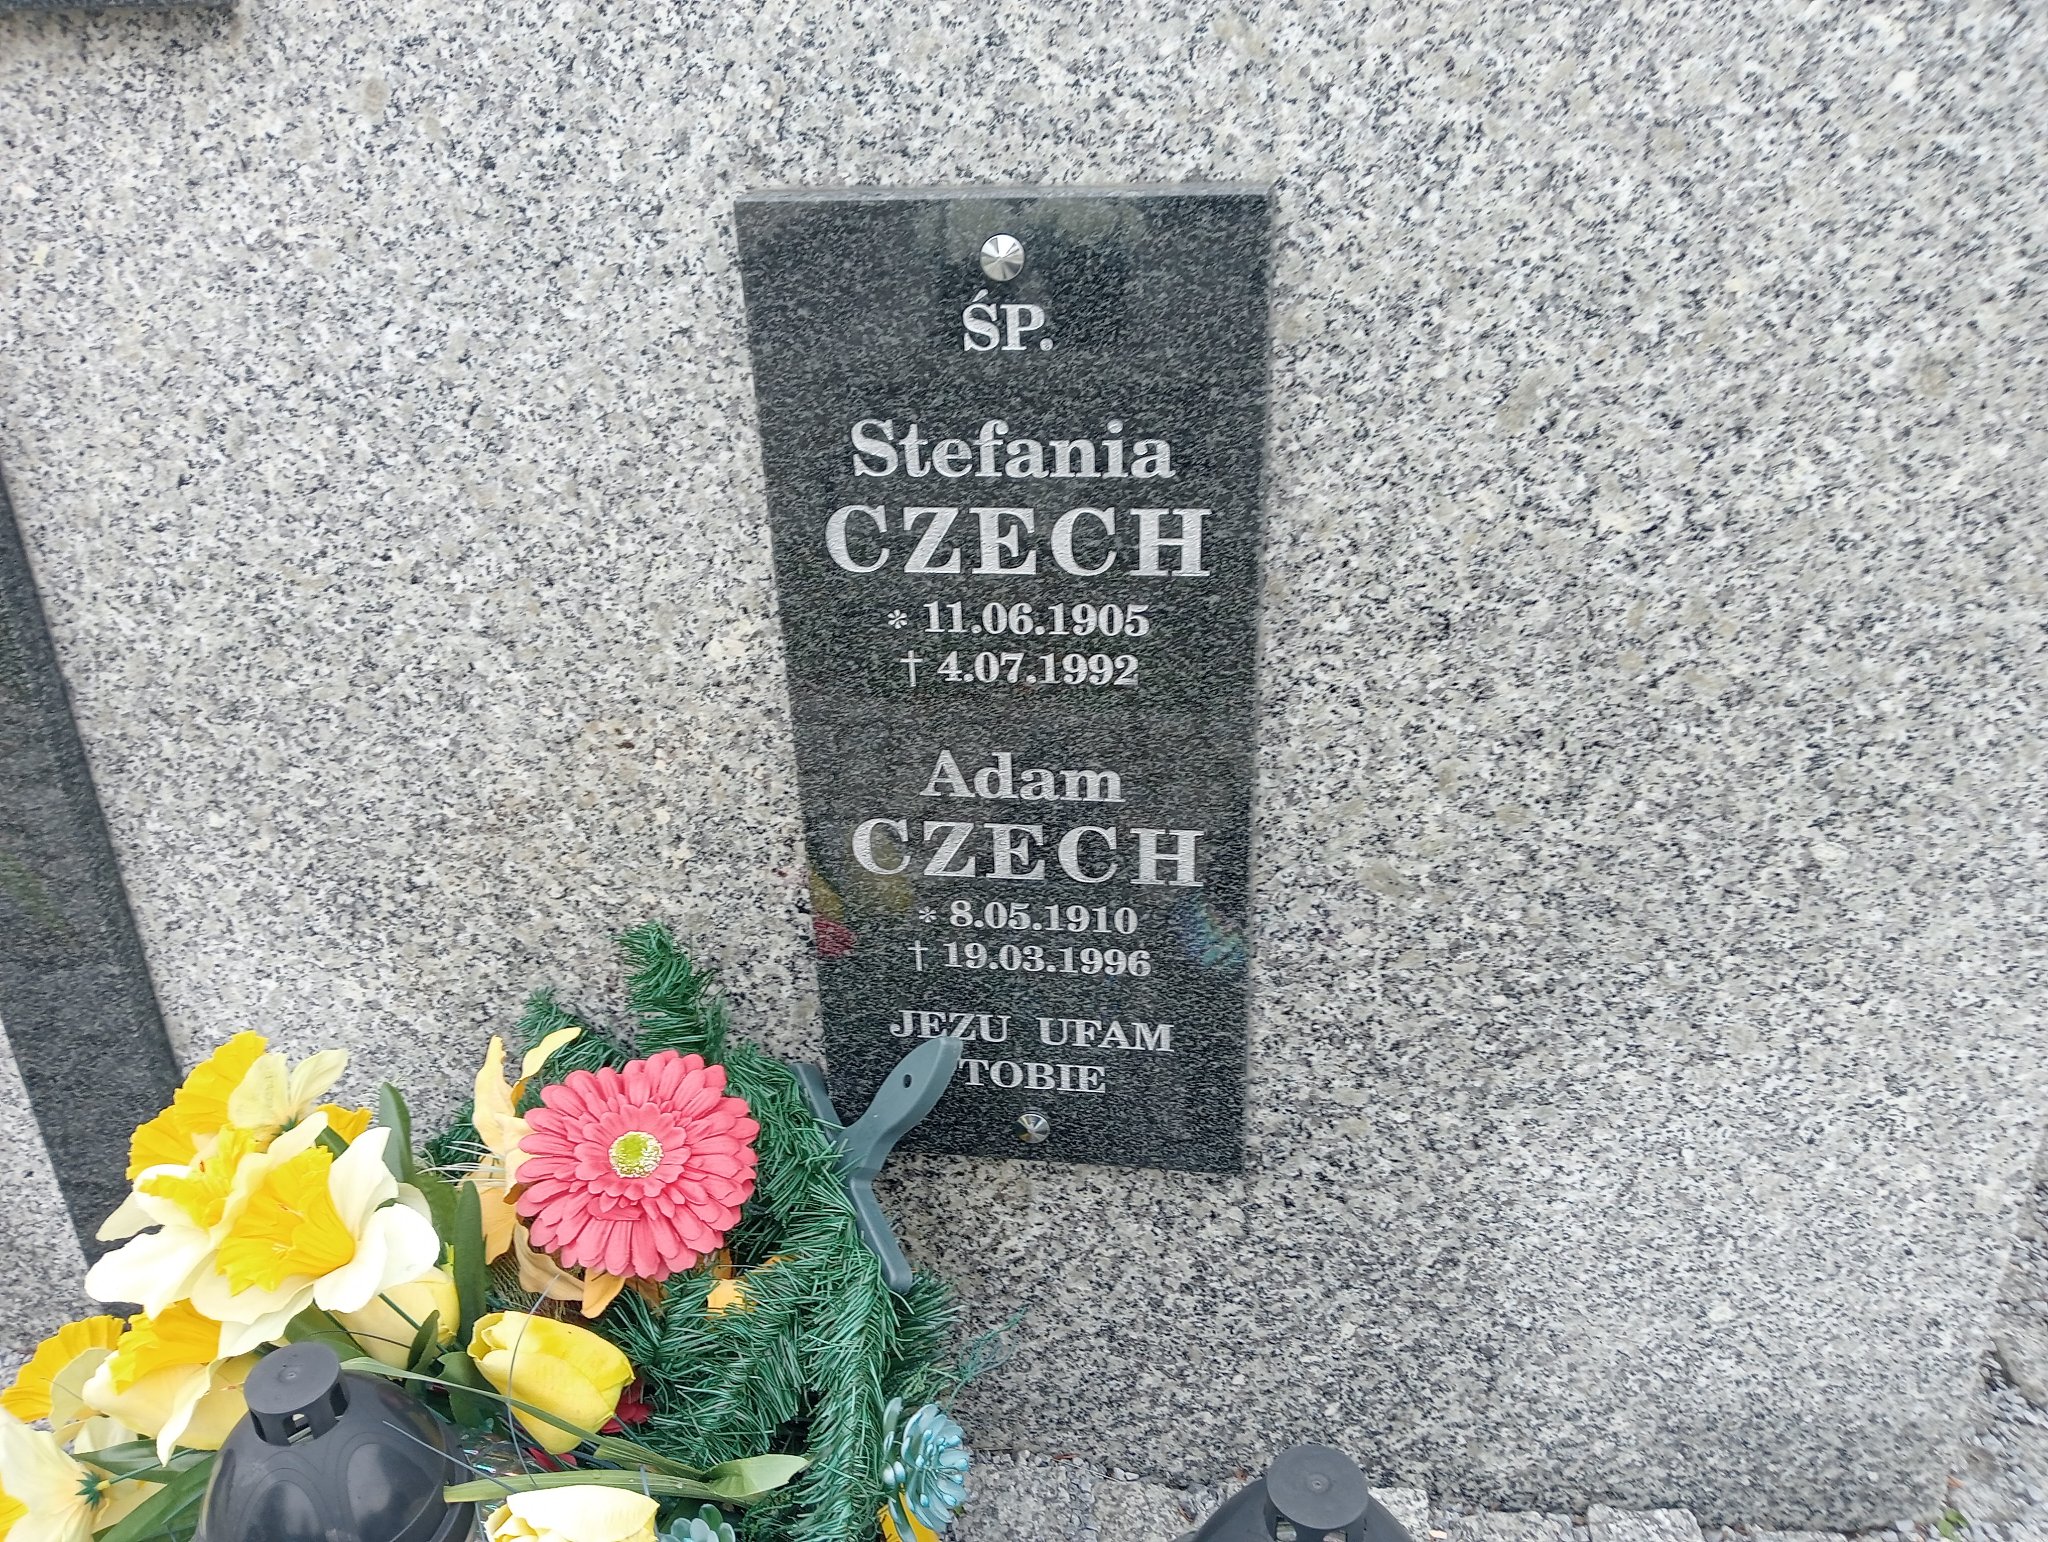 ŚP.
Stefania
CZECH
* 11.06.1905
† 4.07.1992
Adam
CZECH
* 8.05.1910
† 19.03.1996
JEZU UFAM
TOBIE